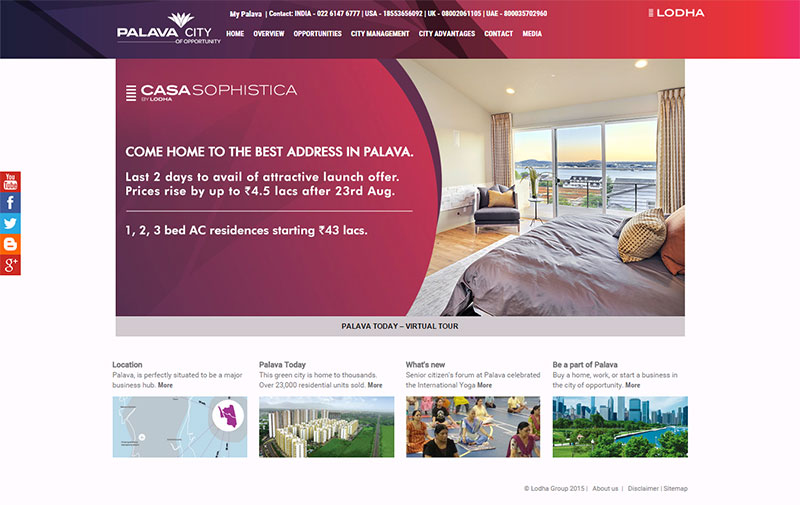 My Palava | Contact: INDIA - 022 6147 6777 | USA - 18553656092 | UK - 08002061105 | UAE - 800035702960
LODHA
PALAVA CITY
OF OPPORTUNITY
HOME OVERVIEW OPPORTUNITIES CITY MANAGEMENT CITY ADVANTAGES CONTACT MEDIA
CASASOPHISTICA
BY LODHA
COME HOME TO THE BEST ADDRESS IN PALAVA.
Last 2 days to avail of attractive launch offer.
Prices rise by up to ₹4.5 lacs after 23rd Aug.
1, 2, 3 bed AC residences starting ₹43 lacs.
You
Tube
f
g+
PALAVA TODAY – VIRTUAL TOUR
Location
Palava, is perfectly situated to be a major
business hub. More
Palava Today
This green city is home to thousands.
Over 23,000 residential units sold. More
What's new
Senior citizen's forum at Palava celebrated
the International Yoga More
Be a part of Palava
Buy a home, work, or start a business in
the city of opportunity. More
© Lodha Group 2015 | About us | Disclaimer | Sitemap